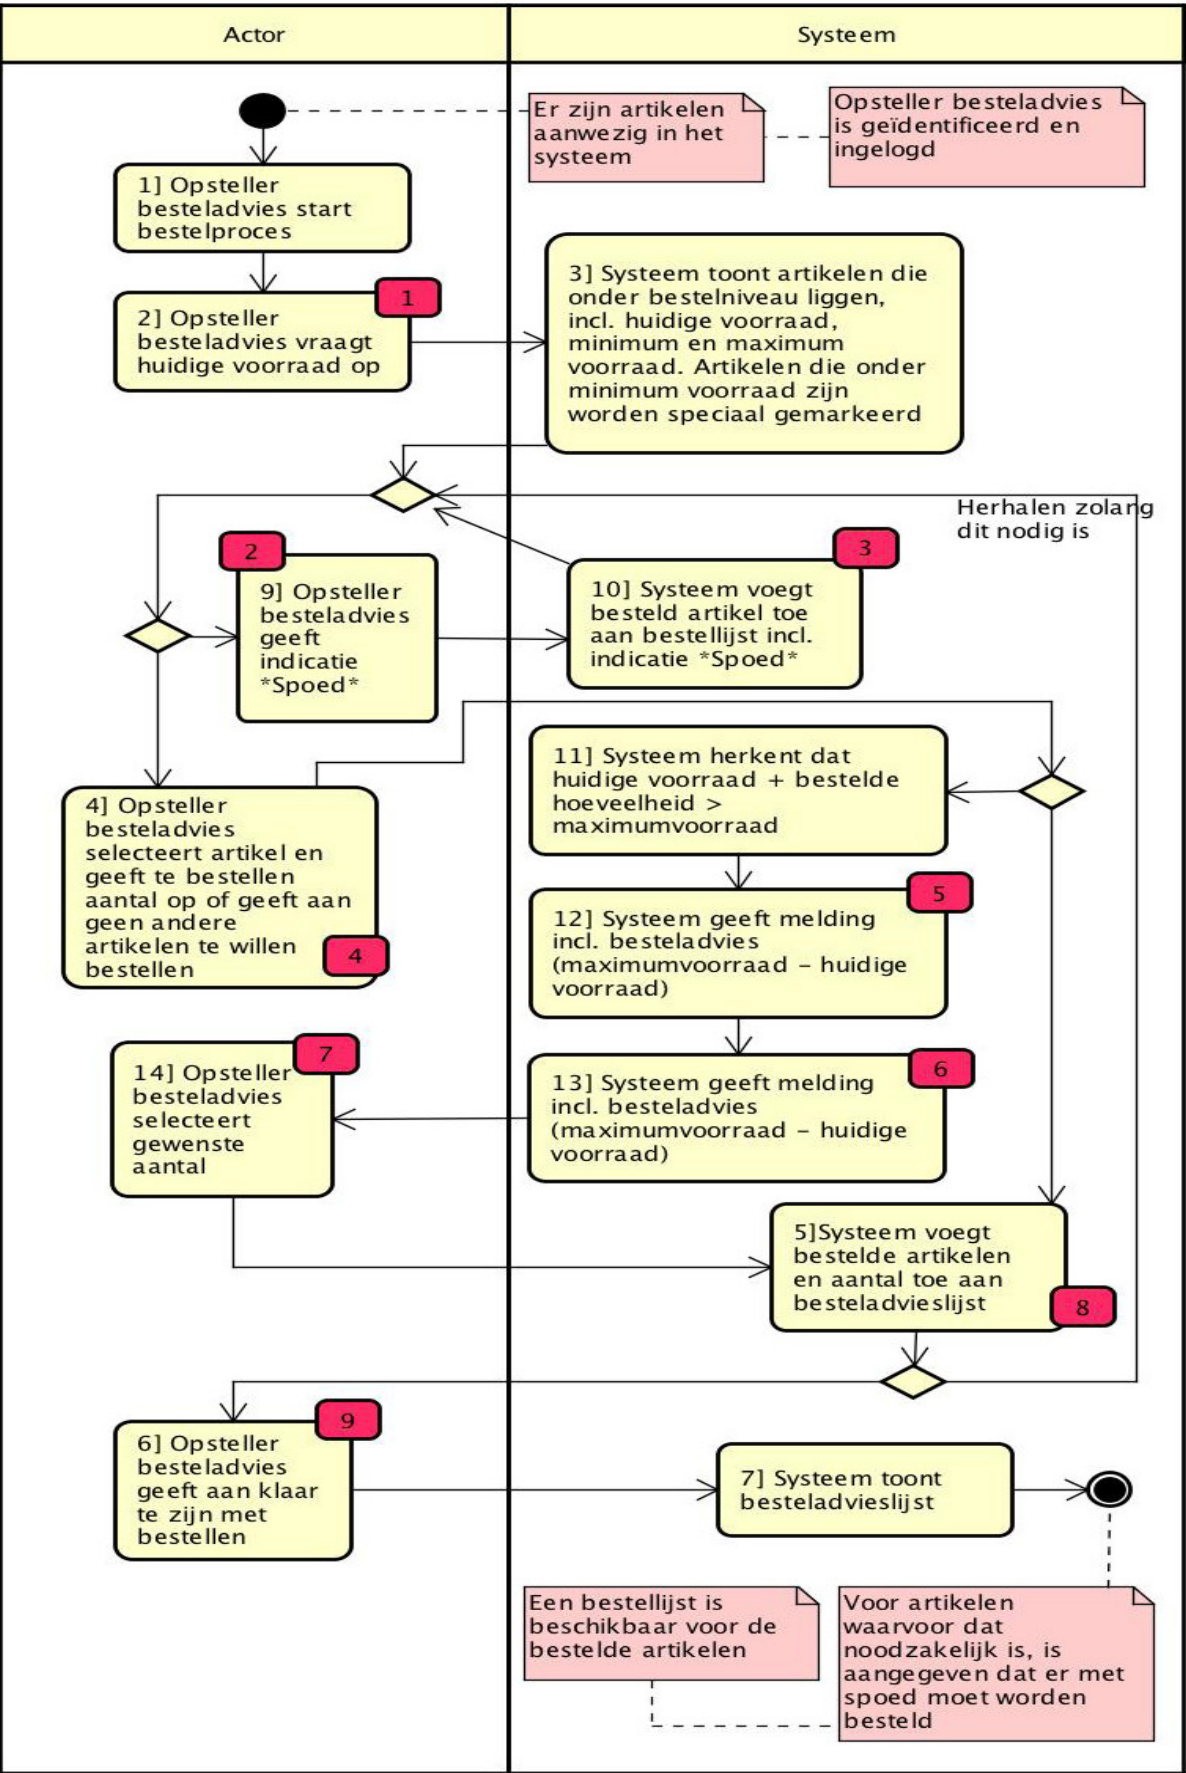 Actor
Systeem
Er zijn artikelen
aanwezig in het
systeem
Opsteller besteladvies
is geïdentificeerd en
ingelogd
1] Opsteller
besteladvies start
bestelproces
1
2] Opsteller
besteladvies vraagt
huidige voorraad op
3] Systeem toont artikelen die
onder bestelniveau liggen,
incl. huidige voorraad,
minimum en maximum
voorraad. Artikelen die onder
minimum voorraad zijn
worden speciaal gemarkeerd
Herhalen zolang
dit nodig is
2
9] Opsteller
besteladvies
geeft
indicatie
*Spoed*
3
10] Systeem voegt
besteld artikel toe
aan bestellijst incl.
indicatie *Spoed*
11] Systeem herkent dat
huidige voorraad + bestelde
hoeveelheid >
maximumvoorraad
4] Opsteller
besteladvies
selecteert artikel en
geeft te bestellen
aantal op of geeft aan
geen andere
artikelen te willen
bestellen
4
5
12] Systeem geeft melding
incl. besteladvies
(maximumvoorraad – huidige
voorraad)
7
14] Opsteller
besteladvies
selecteert
gewenste
aantal
6
13] Systeem geeft melding
incl. besteladvies
(maximumvoorraad – huidige
voorraad)
5]Systeem voegt
bestelde artikelen
en aantal toe aan
besteladvieslijst
8
9
6] Opsteller
besteladvies
geeft aan klaar
te zijn met
bestellen
7] Systeem toont
besteladvieslijst
Een bestellijst is
beschikbaar voor de
bestelde artikelen
Voor artikelen
waarvoor dat
noodzakelijk is, is
aangegeven dat er met
spoed moet worden
besteld